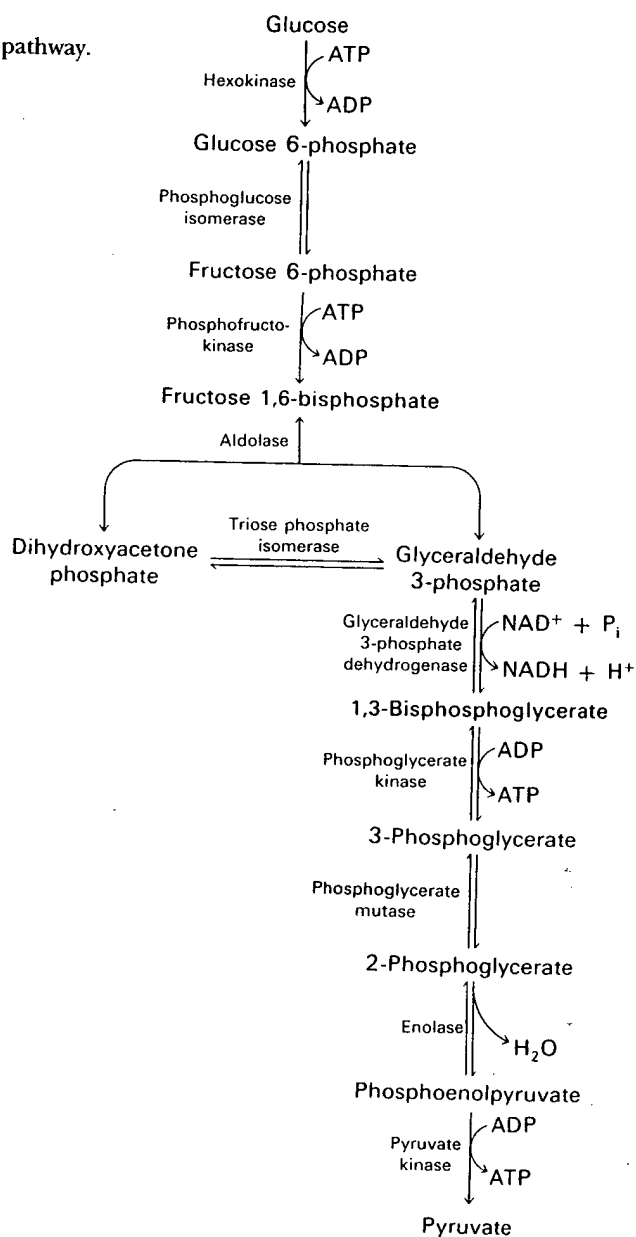 pathway.
Glucose
ATP
Hexokinase
ADP
Glucose 6-phosphate
Phosphoglucose
isomerase
Fructose 6-phosphate
ATP
Phosphofructo-
kinase
ADP
Fructose 1,6-bisphosphate
Aldolase
Triose phosphate
isomerase
Dihydroxyacetone
phosphate
Glyceraldehyde
3-phosphate
Glyceraldehyde
3-phosphate
dehydrogenase
NAD⁺ + Pᵢ
NADH + H⁺
1,3-Bisphosphoglycerate
Phosphoglycerate
kinase
ADP
ATP
3-Phosphoglycerate
Phosphoglycerate
mutase
2-Phosphoglycerate
Enolase
H₂O
Phosphoenolpyruvate
ADP
Pyruvate
kinase
ATP
Pyruvate